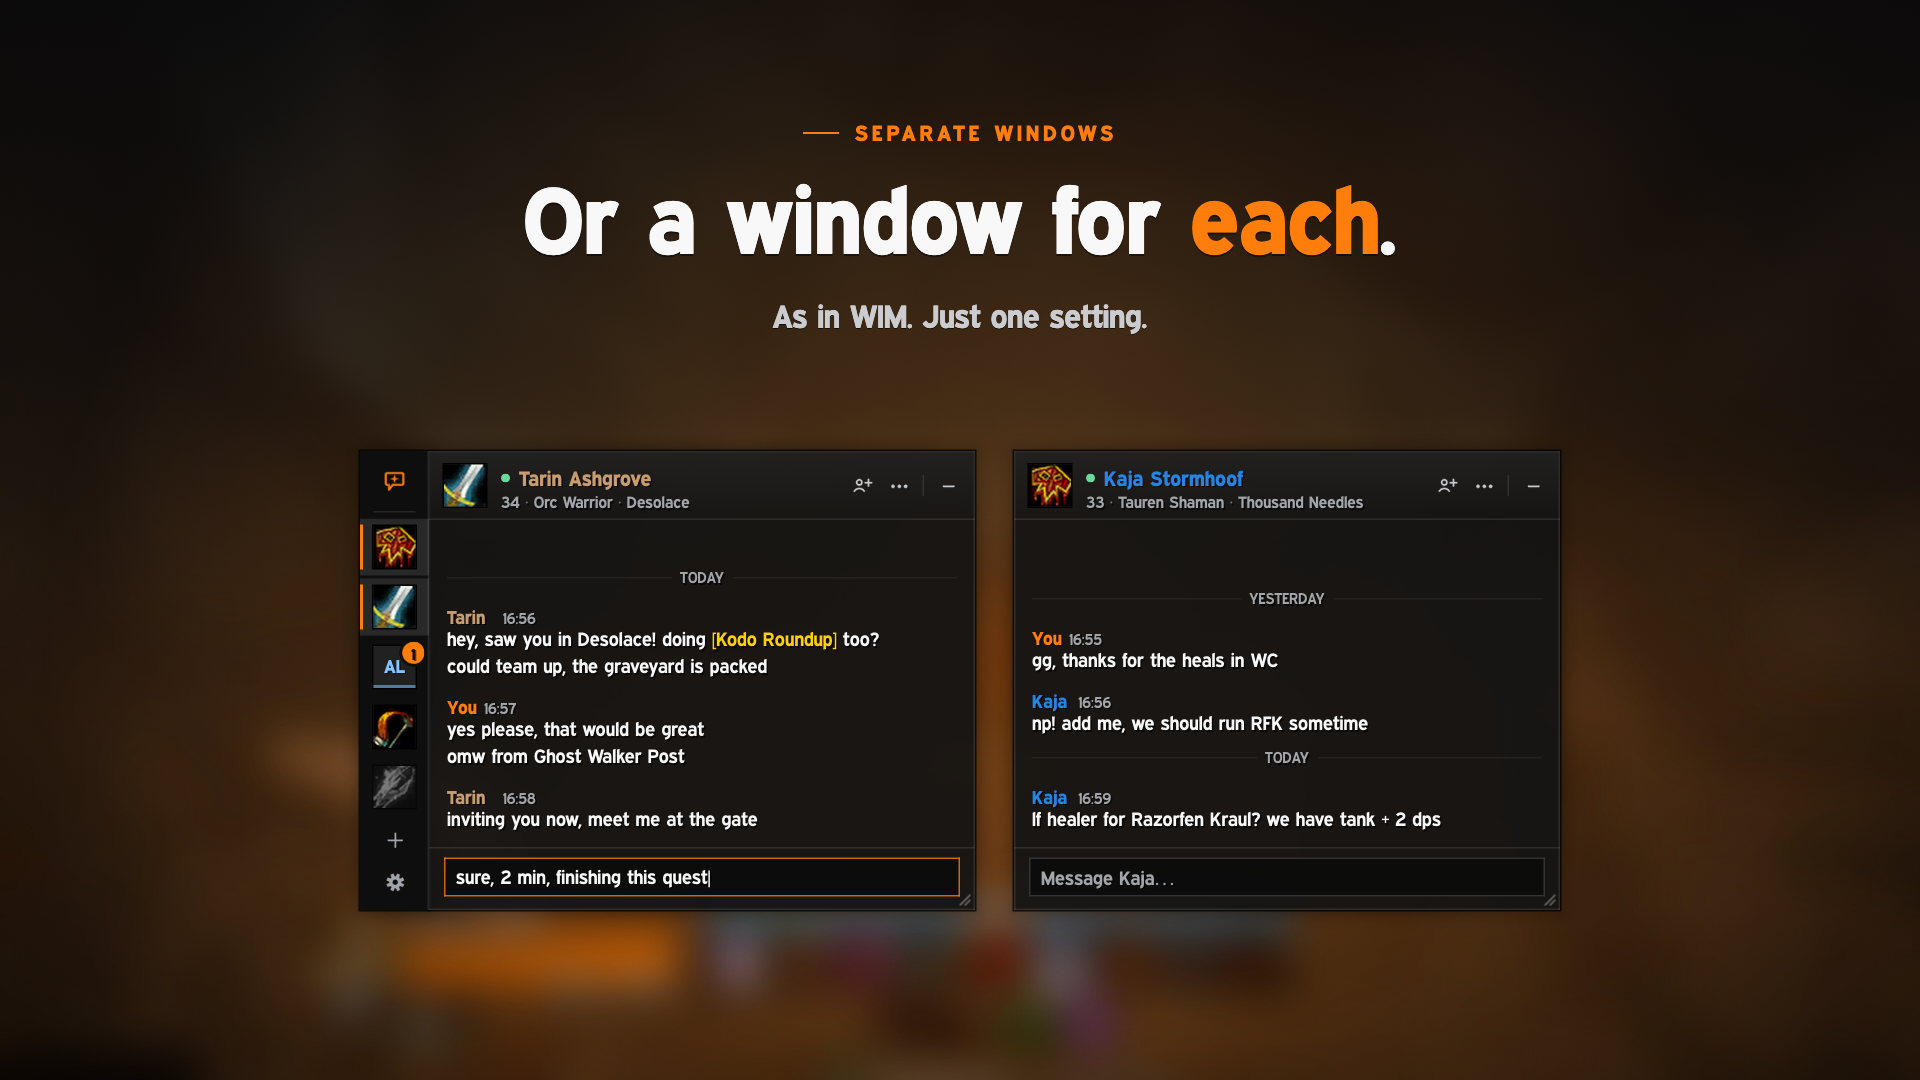 SEPARATE WINDOWS
Or a window for each.
As in WIM. Just one setting.
Tarin Ashgrove
34 · Orc Warrior · Desolace
AL
1
TODAY
Tarin 16:56
hey, saw you in Desolace! doing [Kodo Roundup] too?
could team up, the graveyard is packed
You 16:57
yes please, that would be great
omw from Ghost Walker Post
Tarin 16:58
inviting you now, meet me at the gate
sure, 2 min, finishing this quest
Kaja Stormhoof
33 · Tauren Shaman · Thousand Needles
YESTERDAY
You 16:55
gg, thanks for the heals in WC
Kaja 16:56
np! add me, we should run RFK sometime
TODAY
Kaja 16:59
lf healer for Razorfen Kraul? we have tank + 2 dps
Message Kaja...